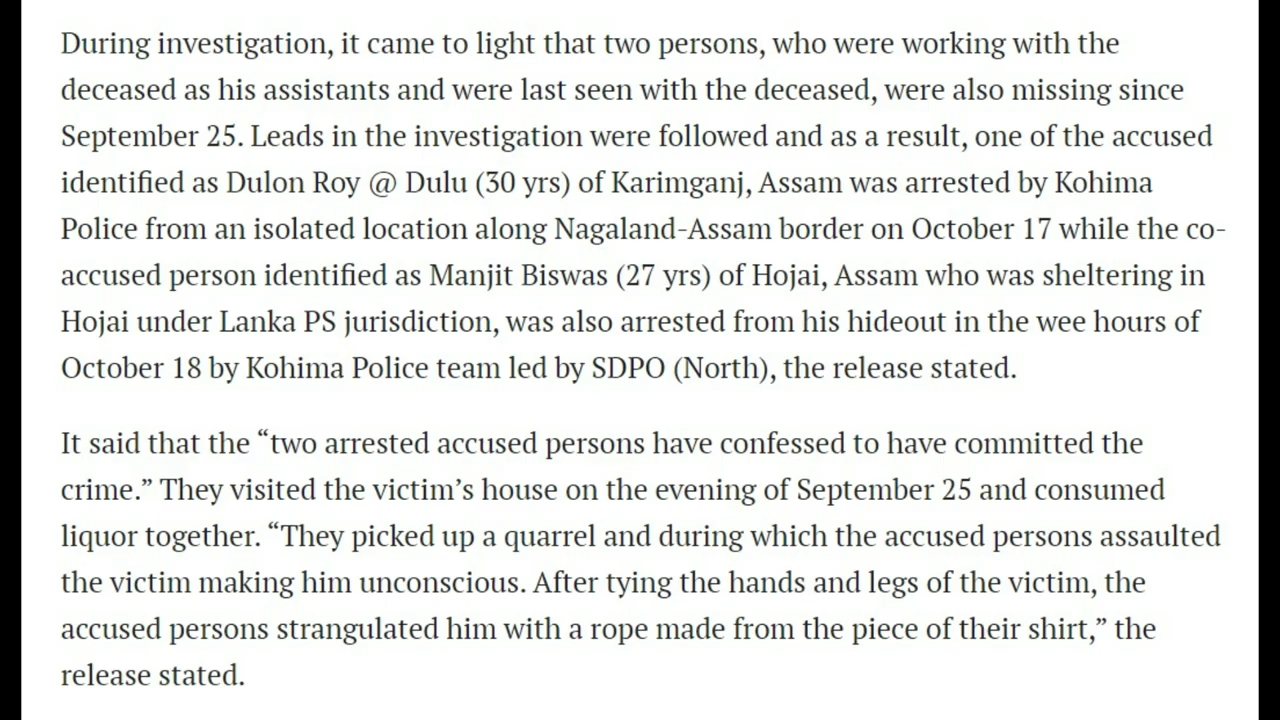 During investigation, it came to light that two persons, who were working with the
deceased as his assistants and were last seen with the deceased, were also missing since
September 25. Leads in the investigation were followed and as a result, one of the accused
identified as Dulon Roy @ Dulu (30 yrs) of Karimganj, Assam was arrested by Kohima
Police from an isolated location along Nagaland-Assam border on October 17 while the co-
accused person identified as Manjit Biswas (27 yrs) of Hojai, Assam who was sheltering in
Hojai under Lanka PS jurisdiction, was also arrested from his hideout in the wee hours of
October 18 by Kohima Police team led by SDPO (North), the release stated.
It said that the “two arrested accused persons have confessed to have committed the
crime.” They visited the victim’s house on the evening of September 25 and consumed
liquor together. “They picked up a quarrel and during which the accused persons assaulted
the victim making him unconscious. After tying the hands and legs of the victim, the
accused persons strangulated him with a rope made from the piece of their shirt,” the
release stated.